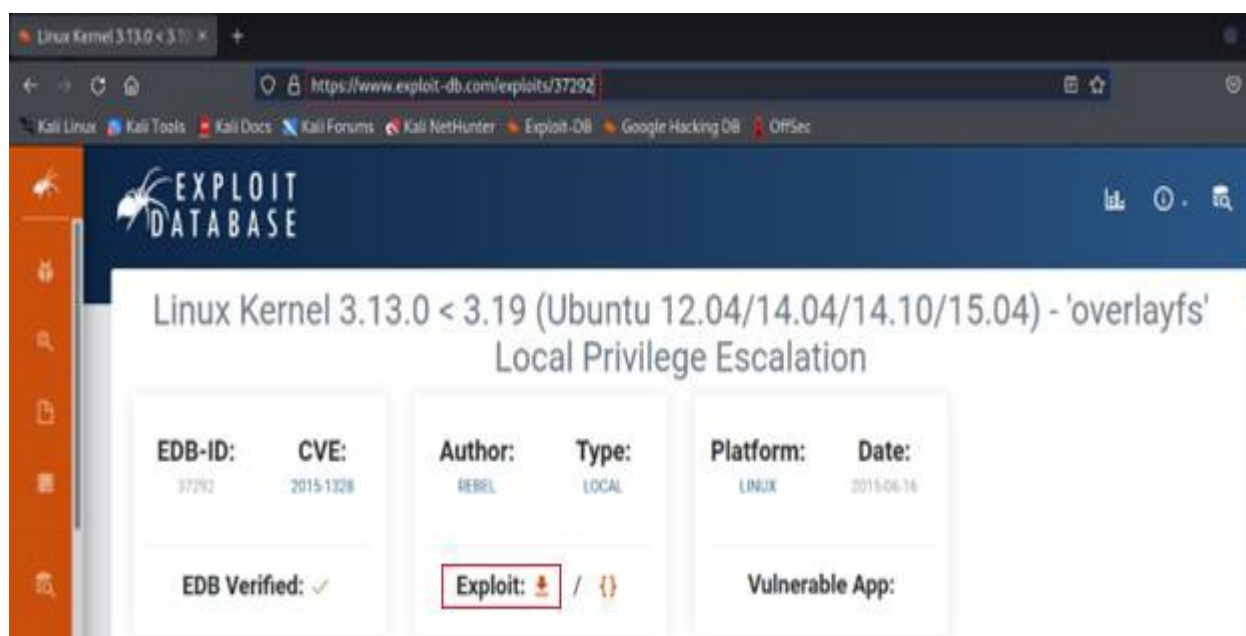 Linux Kernel 3.13.0 < 3.19
https://www.exploit-db.com/exploits/37292
Kali Linux Kali Tools Kali Docs Kali Forums Kali NetHunter Exploit-DB Google Hacking DB OffSec
EXPLOIT
DATABASE
Linux Kernel 3.13.0 < 3.19 (Ubuntu 12.04/14.04/14.10/15.04) - 'overlayfs'
Local Privilege Escalation
EDB-ID: CVE: Author: Type: Platform: Date:
37292 2015-1328 REBEL LOCAL LINUX 2015-06-16
EDB Verified: ✓ Exploit: / {} Vulnerable App: